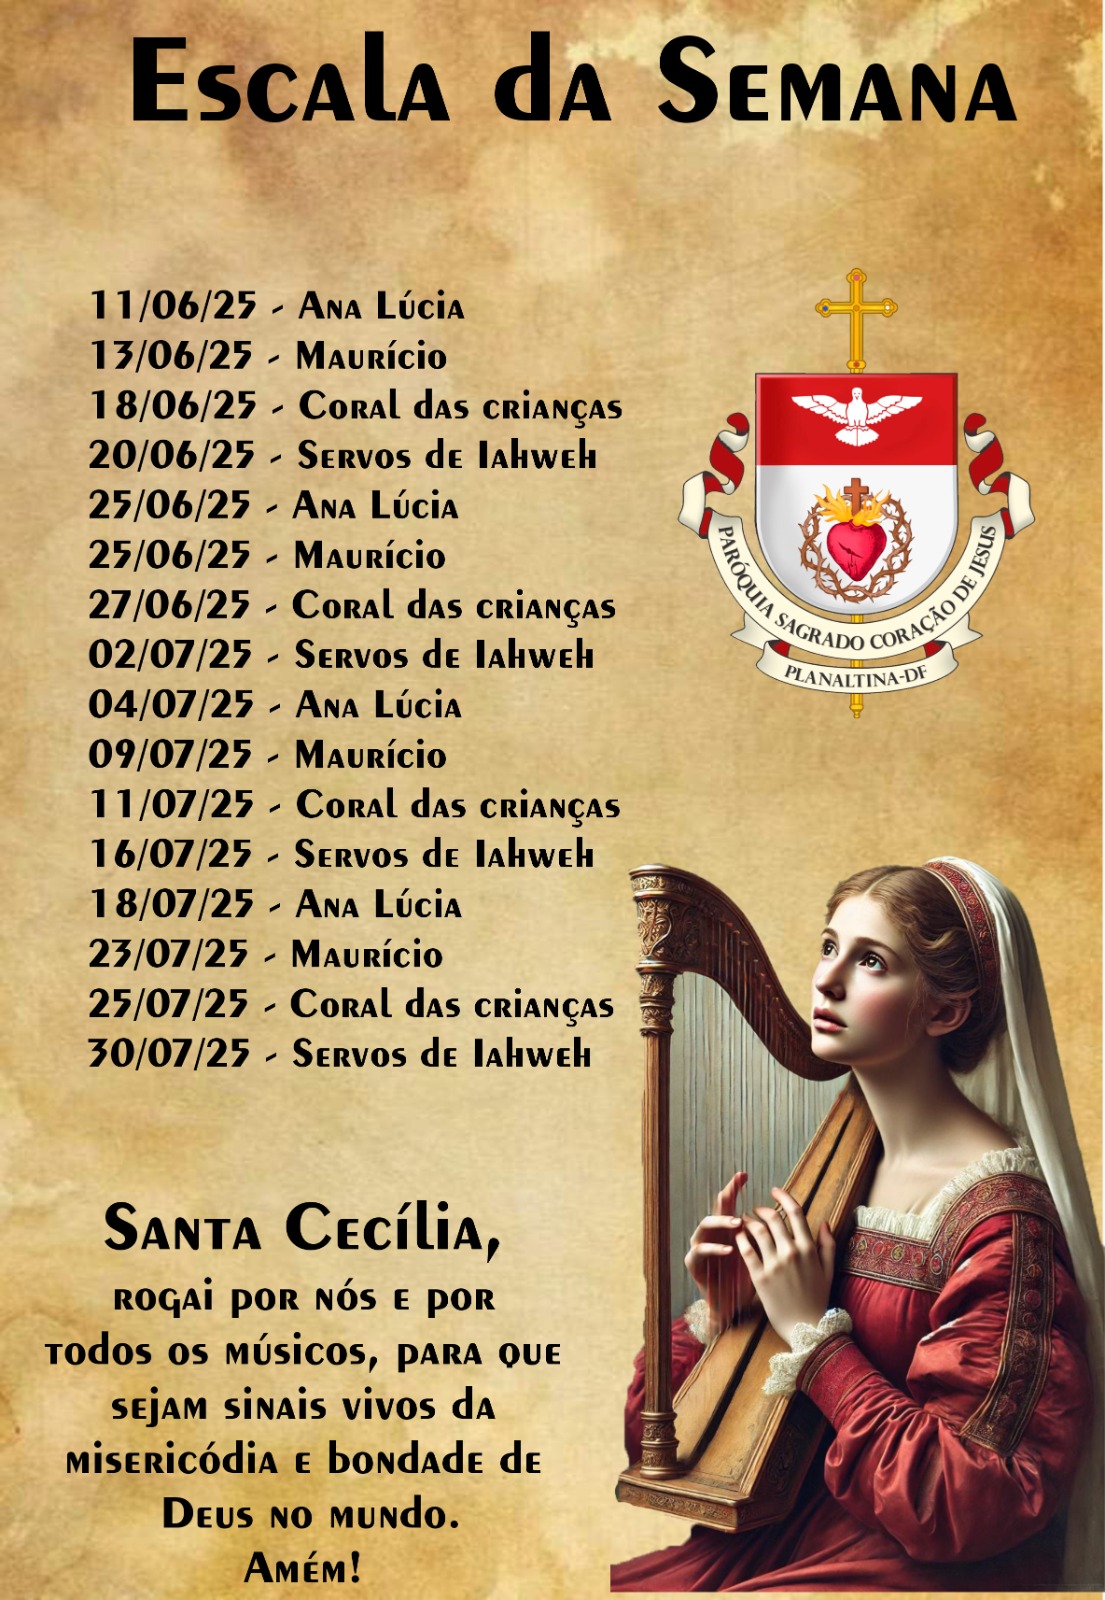 Escala da Semana
11/06/25 - Ana Lúcia
13/06/25 - Maurício
18/06/25 - Coral das crianças
20/06/25 - Servos de Iahweh
25/06/25 - Ana Lúcia
25/06/25 - Maurício
27/06/25 - Coral das crianças
02/07/25 - Servos de Iahweh
04/07/25 - Ana Lúcia
09/07/25 - Maurício
11/07/25 - Coral das crianças
16/07/25 - Servos de Iahweh
18/07/25 - Ana Lúcia
23/07/25 - Maurício
25/07/25 - Coral das crianças
30/07/25 - Servos de Iahweh
PARÓQUIA SAGRADO CORAÇÃO DE JESUS
PLANALTINA-DF
Santa Cecília,
rogai por nós e por
todos os músicos, para que
sejam sinais vivos da
misericódia e bondade de
Deus no mundo.
Amém!